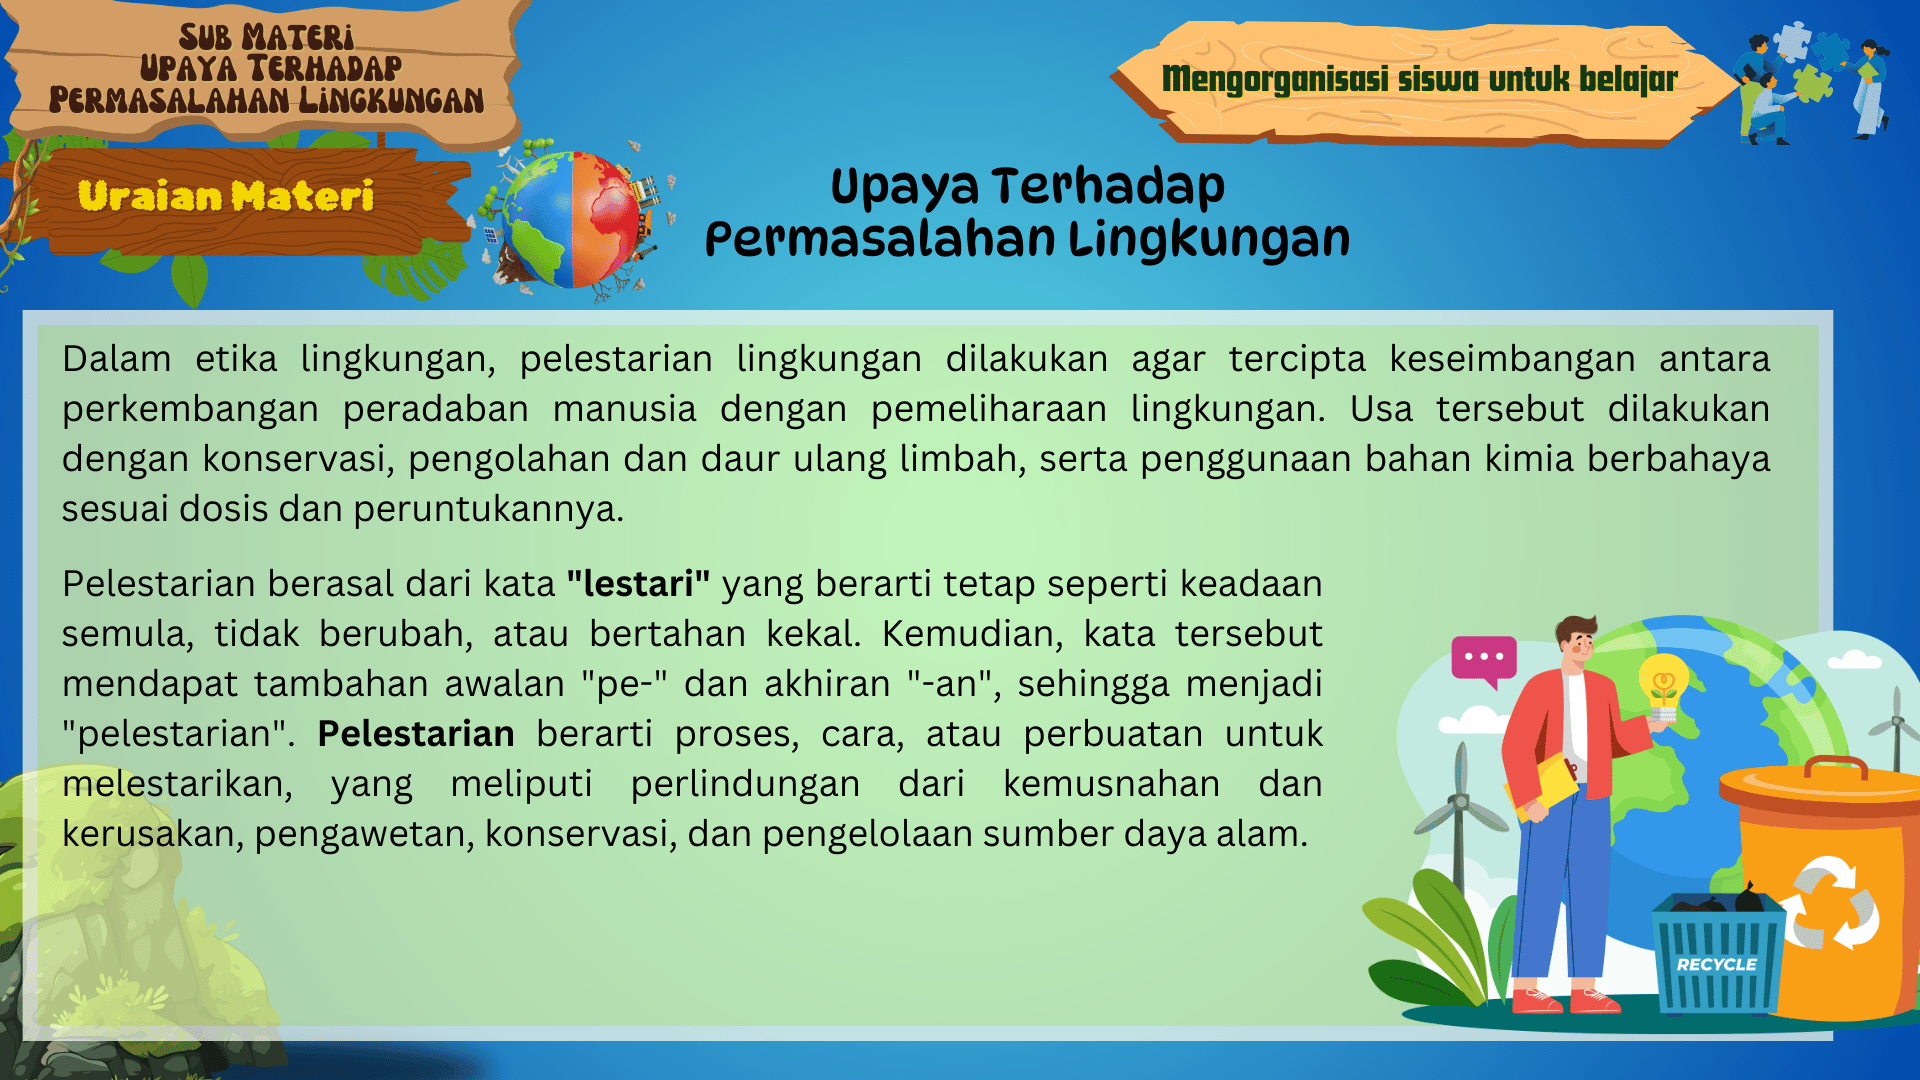 Sub Materi
Upaya Terhadap
Permasalahan Lingkungan
Mengorganisasi siswa untuk belajar
Uraian Materi
Upaya Terhadap
Permasalahan Lingkungan
Dalam etika lingkungan, pelestarian lingkungan dilakukan agar tercipta keseimbangan antara
perkembangan peradaban manusia dengan pemeliharaan lingkungan. Usa tersebut dilakukan
dengan konservasi, pengolahan dan daur ulang limbah, serta penggunaan bahan kimia berbahaya
sesuai dosis dan peruntukannya.
Pelestarian berasal dari kata "lestari" yang berarti tetap seperti keadaan
semula, tidak berubah, atau bertahan kekal. Kemudian, kata tersebut
mendapat tambahan awalan "pe-" dan akhiran "-an", sehingga menjadi
"pelestarian". Pelestarian berarti proses, cara, atau perbuatan untuk
melestarikan, yang meliputi perlindungan dari kemusnahan dan
kerusakan, pengawetan, konservasi, dan pengelolaan sumber daya alam.
RECYCLE